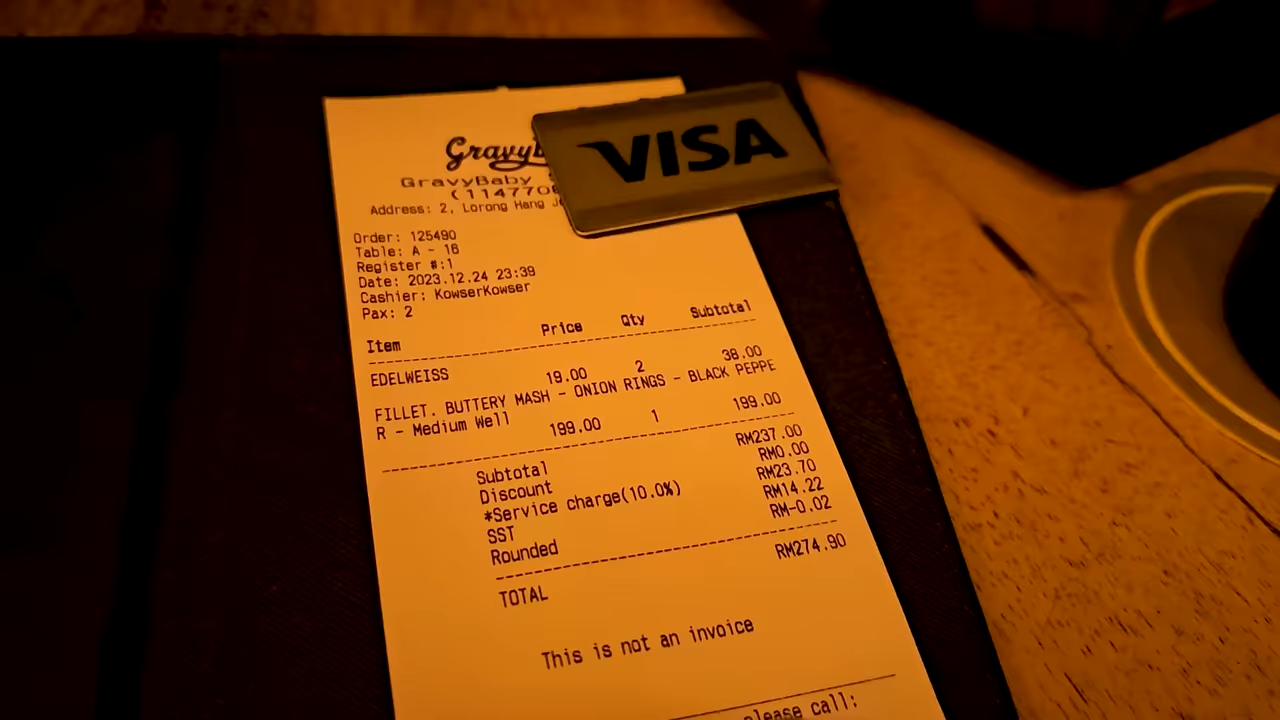 VISA
GravyBaby
(114770
Address: 2, Lorong Hang
Order: 125490
Table: A - 16
Register #:1
Date: 2023.12.24 23:39
Cashier: KowserKowser
Pax: 2
Item Price Qty Subtotal
EDELWEISS 19.00 2 38.00
FILLET. BUTTERY MASH - ONION RINGS - BLACK PEPPE
R - Medium Well 199.00 1 199.00
Subtotal RM237.00
Discount RM0.00
*Service charge(10.0%) RM23.70
SST RM14.22
Rounded RM-0.02
TOTAL RM274.90
This is not an invoice
please call: